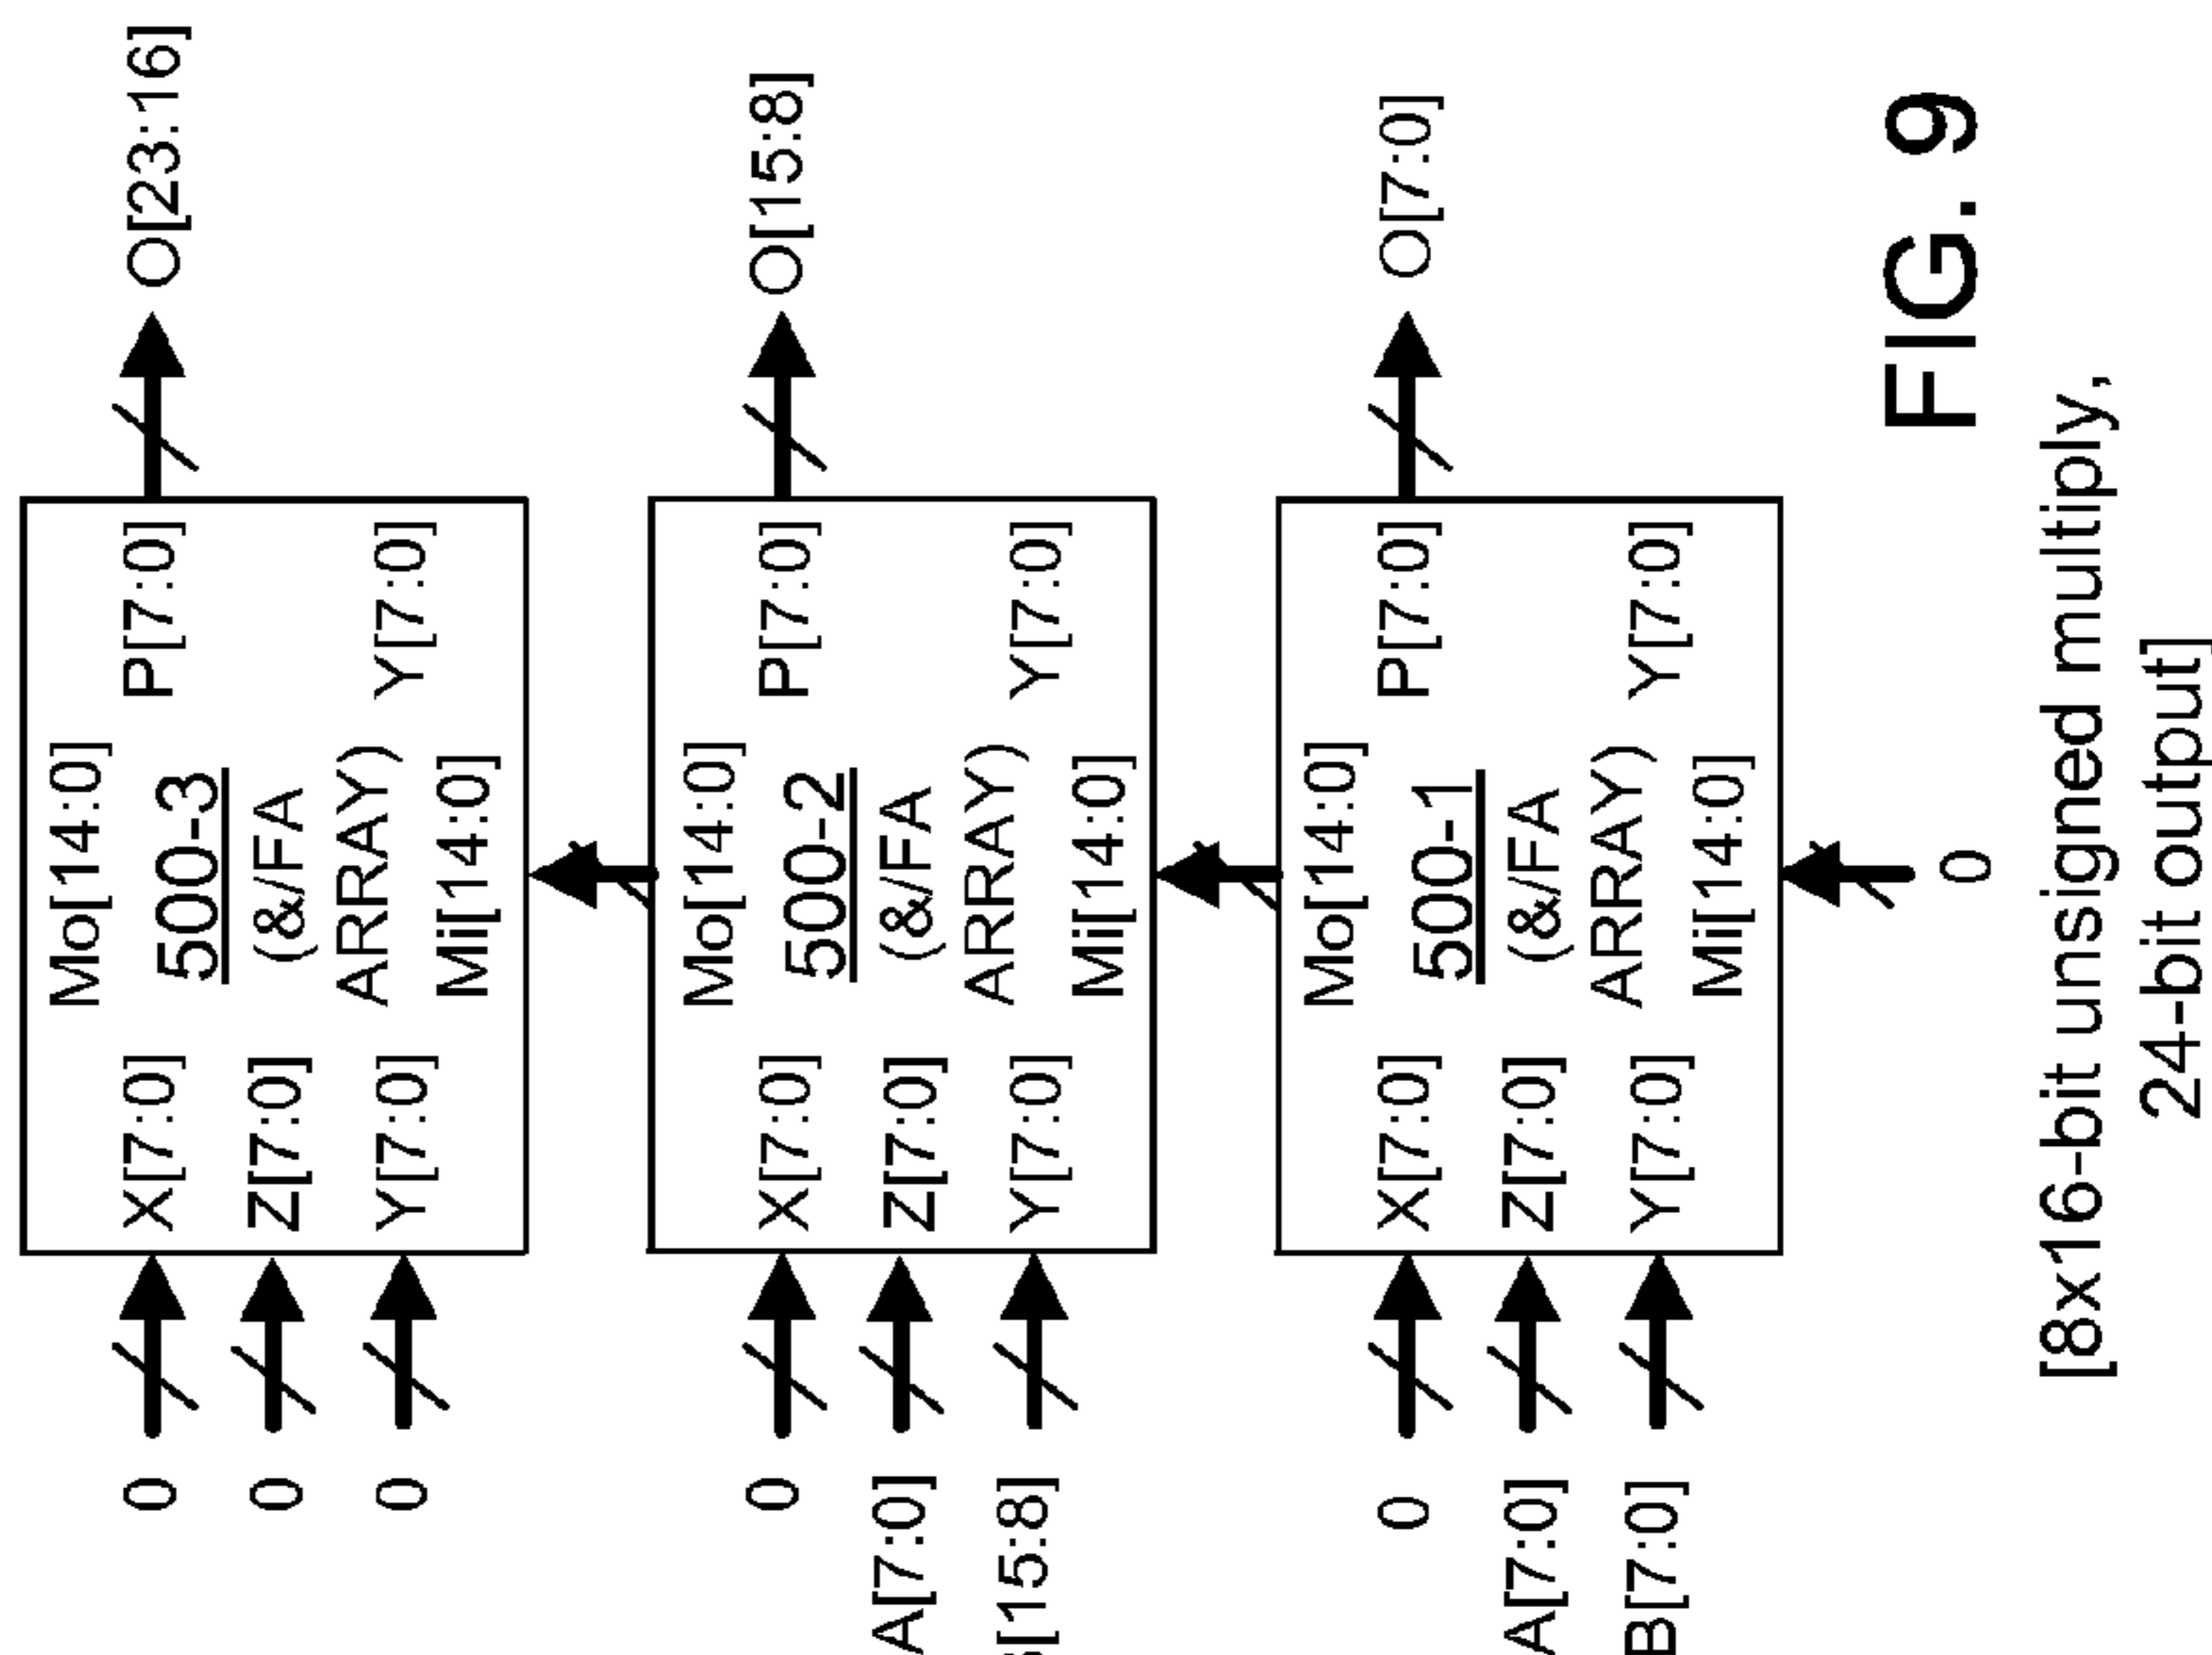 Mo[14:0]
0 X[7:0] 500-3 P[7:0] O[23:16]
0 Z[7:0] (&/FA
0 Y[7:0] ARRAY) Y[7:0]
Mi[14:0]
Mo[14:0]
0 X[7:0] 500-2 P[7:0] O[15:8]
A[7:0] Z[7:0] (&/FA
[15:8] Y[7:0] ARRAY) Y[7:0]
Mi[14:0]
Mo[14:0]
0 X[7:0] 500-1 P[7:0] O[7:0]
A[7:0] Z[7:0] (&/FA
B[7:0] Y[7:0] ARRAY) Y[7:0]
Mi[14:0]
0
FIG. 9
[8x16-bit unsigned multiply,
24-bit output]